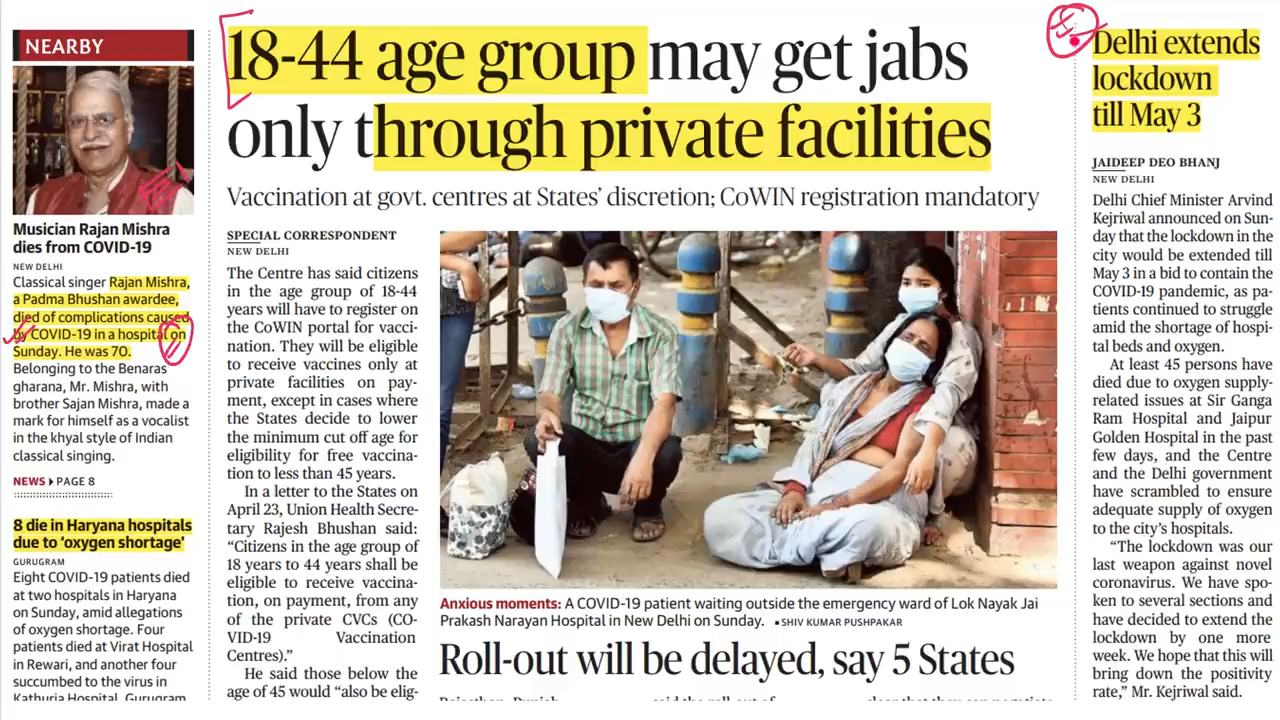 NEARBY
Musician Rajan Mishra
dies from COVID-19
NEW DELHI
Classical singer Rajan Mishra,
a Padma Bhushan awardee,
died of complications caused
by COVID-19 in a hospital on
Sunday. He was 70.
Belonging to the Benaras
gharana, Mr. Mishra, with
brother Sajan Mishra, made a
mark for himself as a vocalist
in the khyal style of Indian
classical singing.
NEWS PAGE 8
8 die in Haryana hospitals
due to ‘oxygen shortage’
GURUGRAM
Eight COVID-19 patients died
at two hospitals in Haryana
on Sunday, amid allegations
of oxygen shortage. Four
patients died at Virat Hospital
in Rewari, and another four
succumbed to the virus in
Kathuria Hospital, Gurugram
18-44 age group may get jabs
only through private facilities
Vaccination at govt. centres at States’ discretion; CoWIN registration mandatory
SPECIAL CORRESPONDENT
NEW DELHI
The Centre has said citizens
in the age group of 18-44
years will have to register on
the CoWIN portal for vacci-
nation. They will be eligible
to receive vaccines only at
private facilities on pay-
ment, except in cases where
the States decide to lower
the minimum cut off age for
eligibility for free vaccina-
tion to less than 45 years.
In a letter to the States on
April 23, Union Health Secre-
tary Rajesh Bhushan said:
“Citizens in the age group of
18 years to 44 years shall be
eligible to receive vaccina-
tion, on payment, from any
of the private CVCs (CO-
VID-19 Vaccination
Centres).”
He said those below the
age of 45 would “also be elig-
Anxious moments: A COVID-19 patient waiting outside the emergency ward of Lok Nayak Jai
Prakash Narayan Hospital in New Delhi on Sunday. ■ SHIV KUMAR PUSHPAKAR
Roll-out will be delayed, say 5 States
Rajasthan, Punjab, said the roll-out of clear that they can negotiate
Delhi extends
lockdown
till May 3
JAIDEEP DEO BHANJ
NEW DELHI
Delhi Chief Minister Arvind
Kejriwal announced on Sun-
day that the lockdown in the
city would be extended till
May 3 in a bid to contain the
COVID-19 pandemic, as pa-
tients continued to struggle
amid the shortage of hospi-
tal beds and oxygen.
At least 45 persons have
died due to oxygen supply-
related issues at Sir Ganga
Ram Hospital and Jaipur
Golden Hospital in the past
few days, and the Centre
and the Delhi government
have scrambled to ensure
adequate supply of oxygen
to the city’s hospitals.
“The lockdown was our
last weapon against novel
coronavirus. We have spo-
ken to several sections and
have decided to extend the
lockdown by one more
week. We hope that this will
bring down the positivity
rate,” Mr. Kejriwal said.